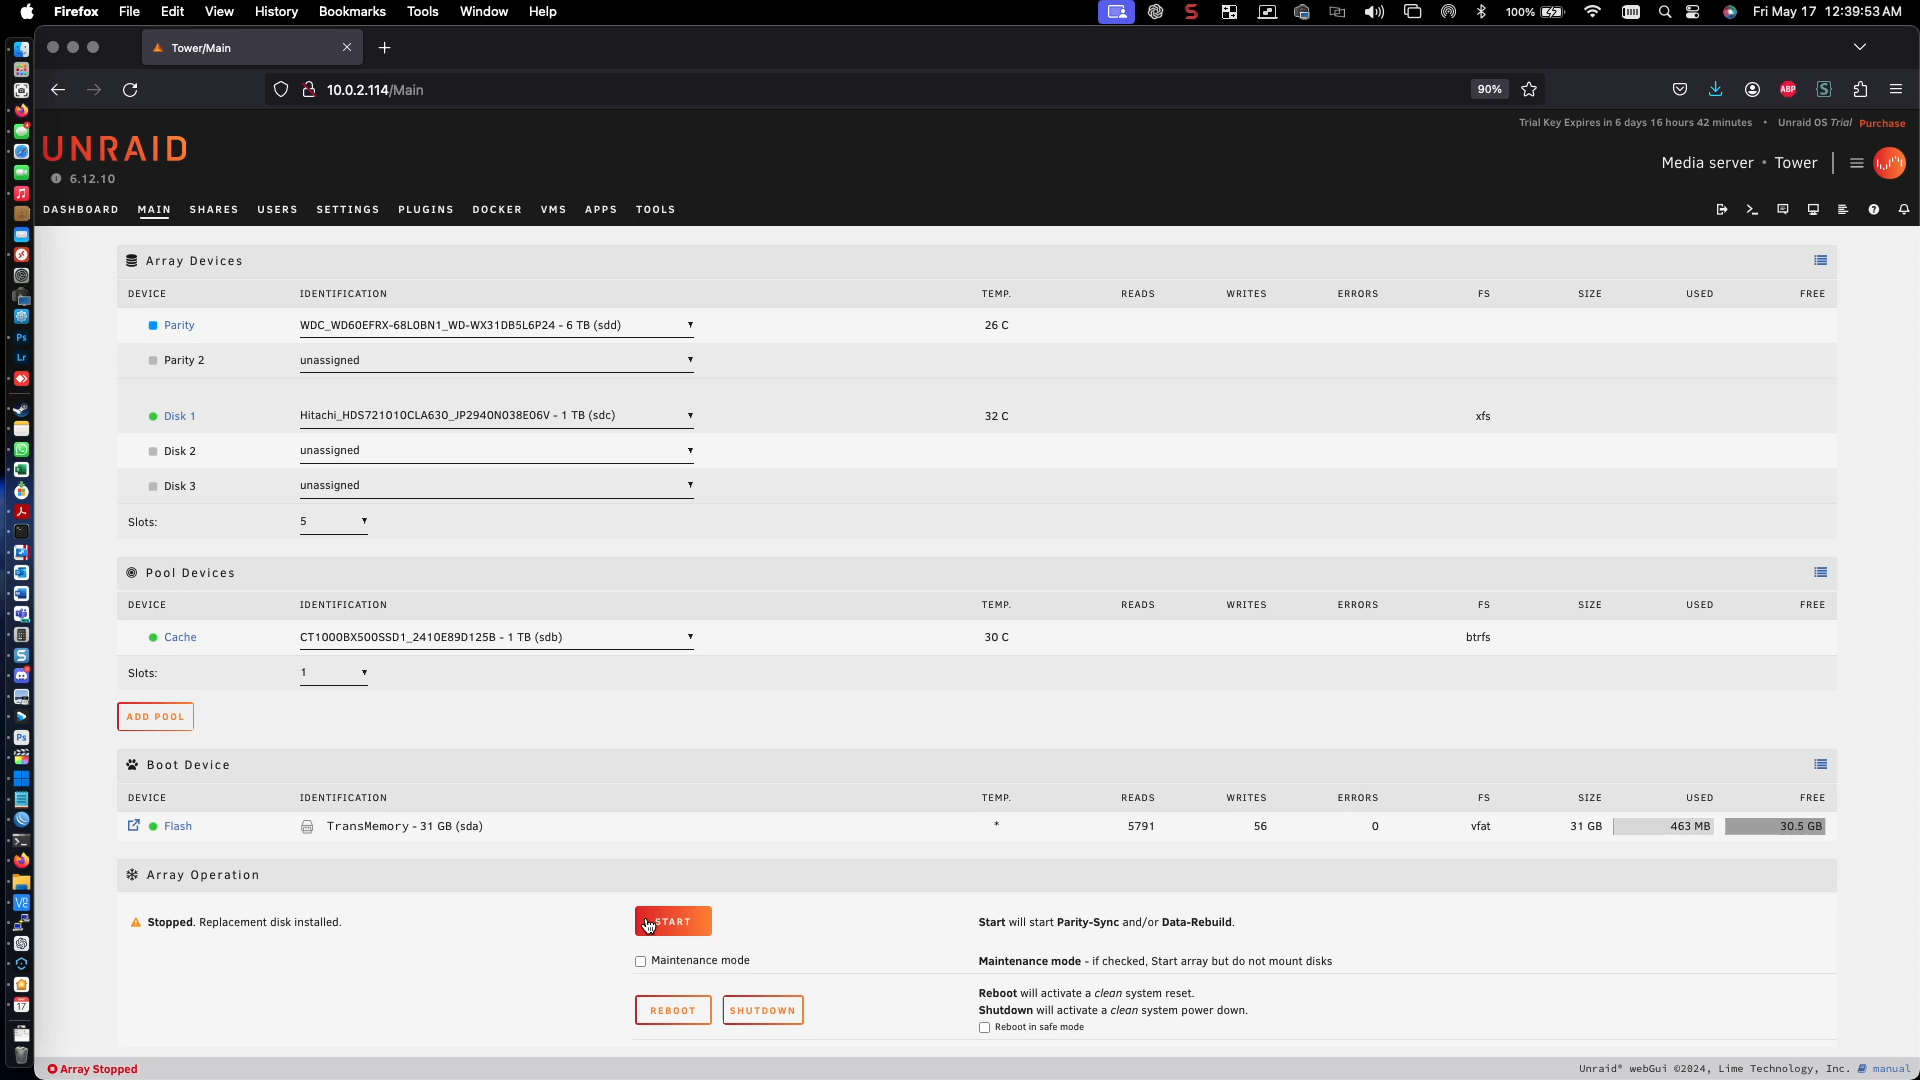 Firefox File Edit View History Bookmarks Tools Window Help 100% Fri May 17 12:39:53 AM
Tower/Main
10.0.2.114/Main 90% ABP
Trial Key Expires in 6 days 16 hours 42 minutes • Unraid OS Trial Purchase
UNRAID
6.12.10
Media server • Tower
DASHBOARD MAIN SHARES USERS SETTINGS PLUGINS DOCKER VMS APPS TOOLS
Array Devices
DEVICE IDENTIFICATION TEMP. READS WRITES ERRORS FS SIZE USED FREE
Parity WDC_WD60EFRX-68L0BN1_WD-WX31DB5L6P24 - 6 TB (sdd) 26 C
Parity 2 unassigned
Disk 1 Hitachi_HDS721010CLA630_JP2940N038E06V - 1 TB (sdc) 32 C xfs
Disk 2 unassigned
Disk 3 unassigned
Slots: 5
Pool Devices
DEVICE IDENTIFICATION TEMP. READS WRITES ERRORS FS SIZE USED FREE
Cache CT1000BX500SSD1_2410E89D125B - 1 TB (sdb) 30 C btrfs
Slots: 1
ADD POOL
Boot Device
DEVICE IDENTIFICATION TEMP. READS WRITES ERRORS FS SIZE USED FREE
Flash TransMemory - 31 GB (sda) * 5791 56 0 vfat 31 GB 463 MB 30.5 GB
Array Operation
Stopped. Replacement disk installed. START Start will start Parity-Sync and/or Data-Rebuild.
Maintenance mode Maintenance mode - if checked, Start array but do not mount disks
REBOOT SHUTDOWN Reboot will activate a clean system reset.
Shutdown will activate a clean system power down.
Reboot in safe mode
Array Stopped Unraid® webGui ©2024, Lime Technology, Inc. manual